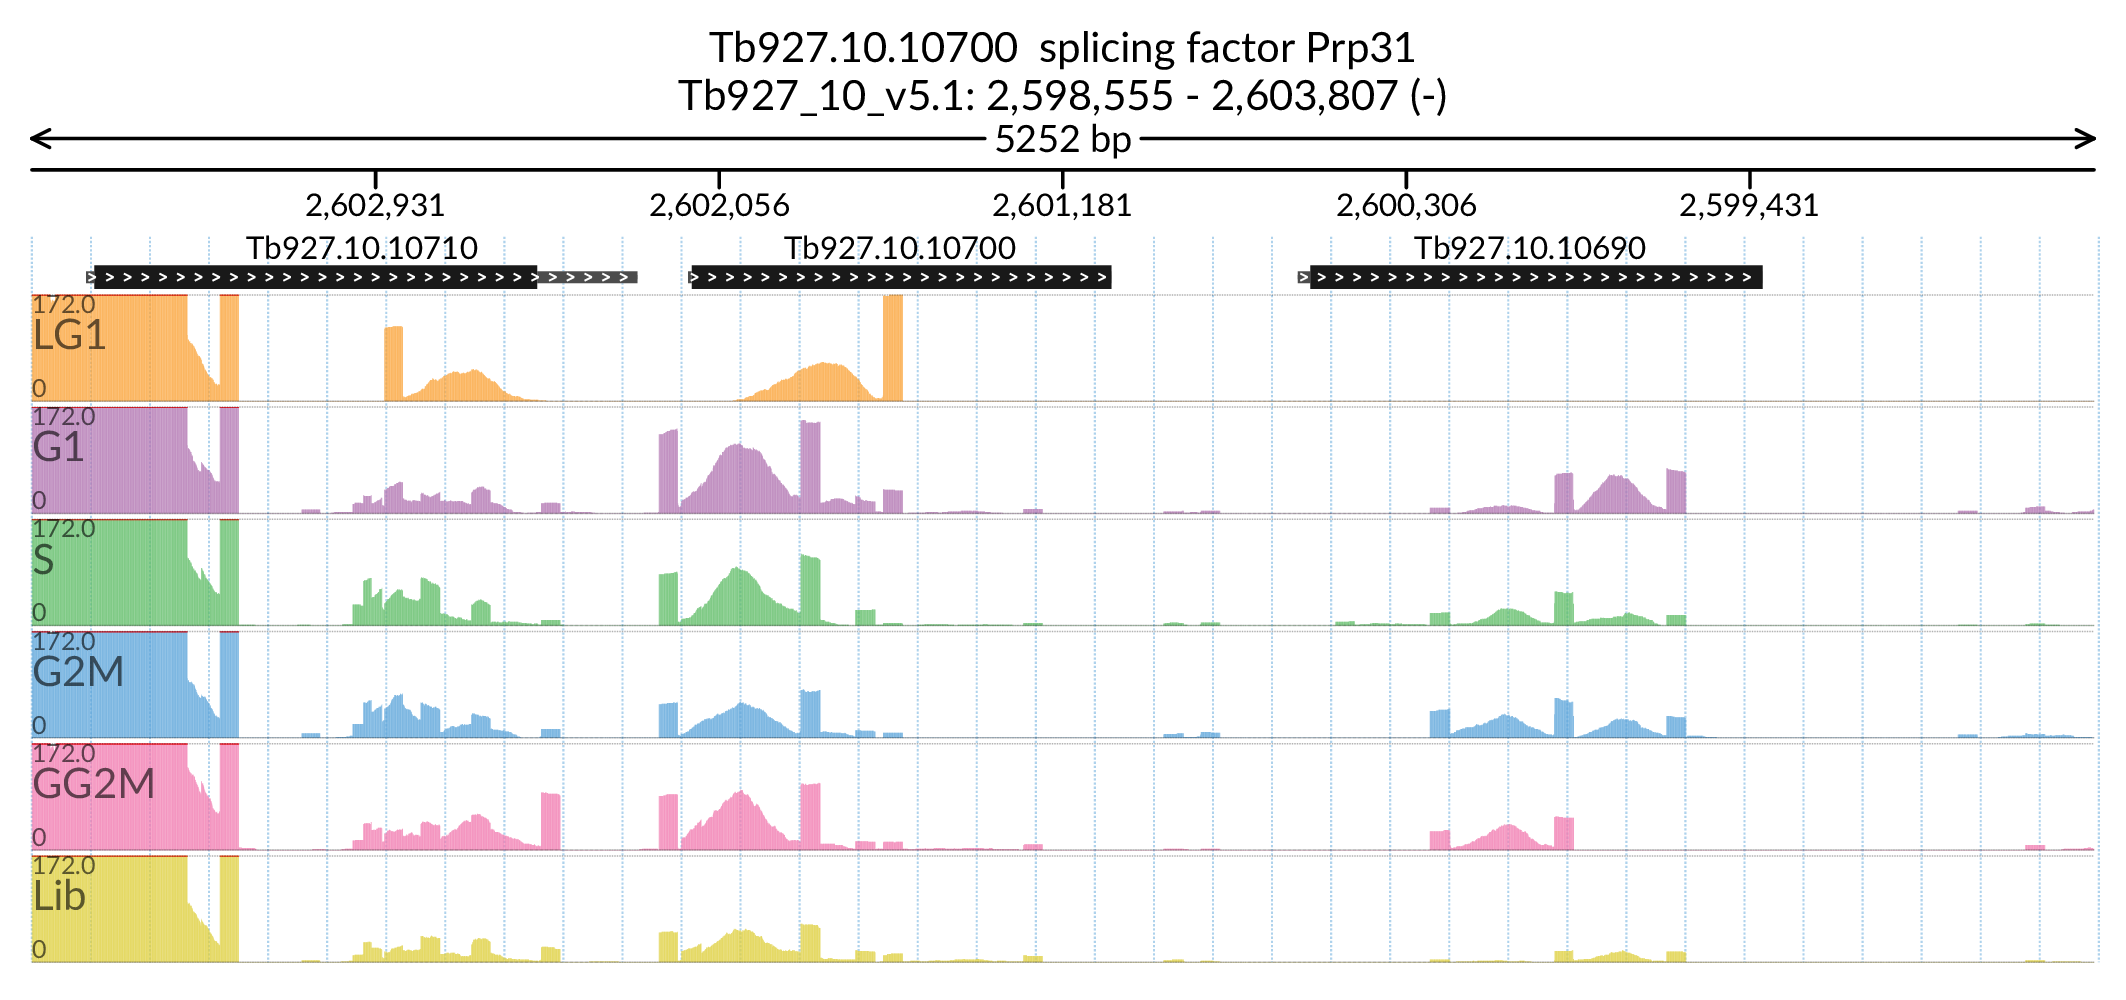 Tb927.10.10700  splicing factor Prp31
Tb927_10_v5.1: 2,598,555 - 2,603,807 (-)
5252 bp
2,602,931 2,602,056 2,601,181 2,600,306 2,599,431
Tb927.10.10710 Tb927.10.10700 Tb927.10.10690
172.0
LG1
0
172.0
G1
0
172.0
S
0
172.0
G2M
0
172.0
GG2M
0
172.0
Lib
0